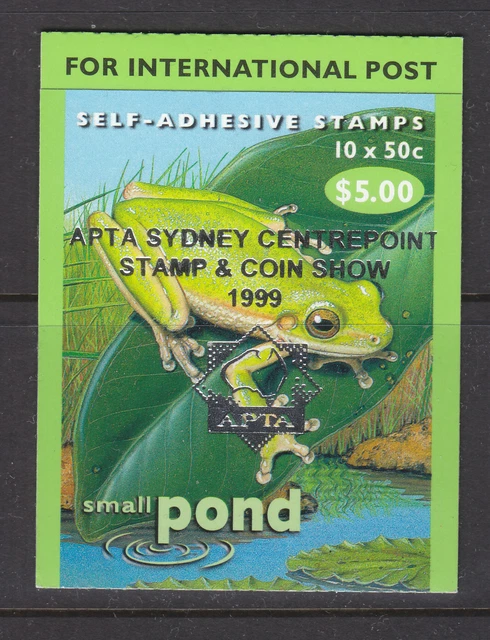 FOR INTERNATIONAL POST
SELF-ADHESIVE STAMPS
10 x 50c
$5.00
APTA SYDNEY CENTREPOINT
STAMP & COIN SHOW
1999
APTA
small pond